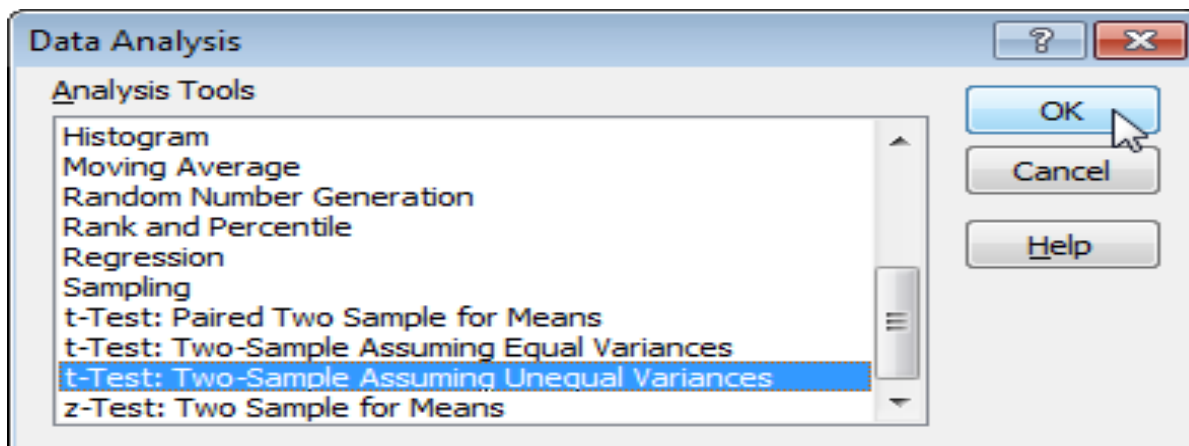 Data Analysis
Analysis Tools
Histogram
Moving Average
Random Number Generation
Rank and Percentile
Regression
Sampling
t-Test: Paired Two Sample for Means
t-Test: Two-Sample Assuming Equal Variances
t-Test: Two-Sample Assuming Unequal Variances
z-Test: Two Sample for Means
OK
Cancel
Help